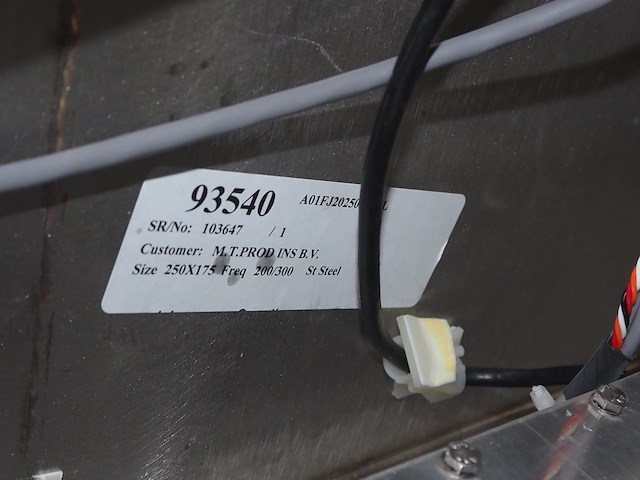 93540 A01FJ20250
SR/No: 103647 / 1
Customer: M.T.PROD INS B.V.
Size 250X175 Freq 200/300 St Steel